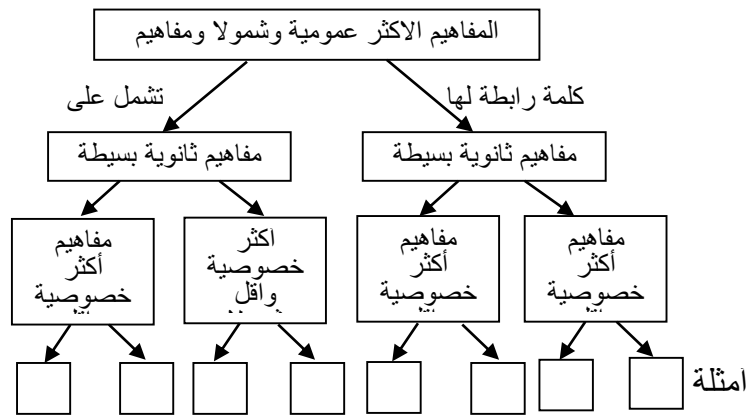 المفاهيم الاكثر عمومية وشمولا ومفاهيم
كلمة رابطة لها
تشمل على
مفاهيم ثانوية بسيطة
مفاهيم ثانوية بسيطة
مفاهيم
أكثر
خصوصية
مفاهيم
أكثر
خصوصية
اكثر
خصوصية
واقل
مفاهيم
أكثر
خصوصية
أمثلة